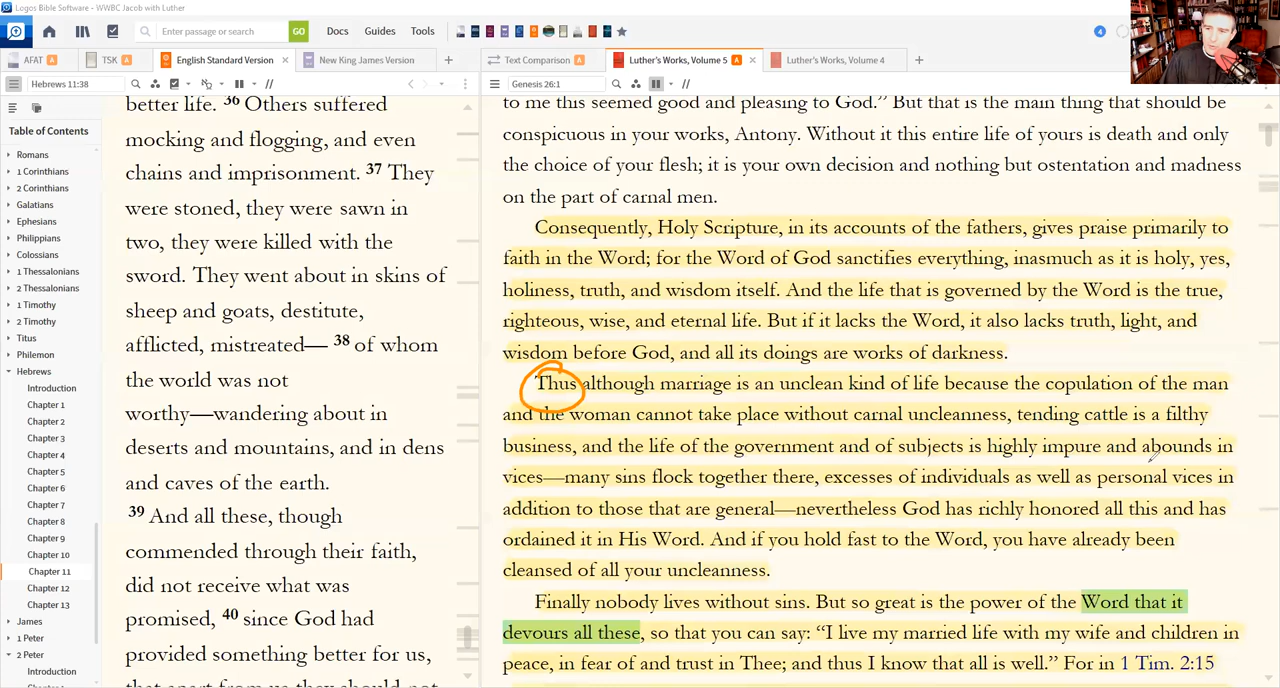 Logos Bible Software - WWBC Jacob with Luther
Enter passage or search
GO
Docs
Guides
Tools
4
AFAT A
TSK A
English Standard Version
New King James Version
Text Comparison A
Luther's Works, Volume 5 A
Luther's Works, Volume 4
Hebrews 11:38
Genesis 26:1
Table of Contents
Romans
1 Corinthians
2 Corinthians
Galatians
Ephesians
Philippians
Colossians
1 Thessalonians
2 Thessalonians
1 Timothy
2 Timothy
Titus
Philemon
Hebrews
Introduction
Chapter 1
Chapter 2
Chapter 3
Chapter 4
Chapter 5
Chapter 6
Chapter 7
Chapter 8
Chapter 9
Chapter 10
Chapter 11
Chapter 12
Chapter 13
James
1 Peter
2 Peter
Introduction
better life. 36 Others suffered
mocking and flogging, and even
chains and imprisonment. 37 They
were stoned, they were sawn in
two, they were killed with the
sword. They went about in skins of
sheep and goats, destitute,
afflicted, mistreated— 38 of whom
the world was not
worthy—wandering about in
deserts and mountains, and in dens
and caves of the earth.
39 And all these, though
commended through their faith,
did not receive what was
promised, 40 since God had
provided something better for us,
that apart from us they should not
to me this seemed good and pleasing to God." But that is the main thing that should be
conspicuous in your works, Antony. Without it this entire life of yours is death and only
the choice of your flesh; it is your own decision and nothing but ostentation and madness
on the part of carnal men.
Consequently, Holy Scripture, in its accounts of the fathers, gives praise primarily to
faith in the Word; for the Word of God sanctifies everything, inasmuch as it is holy, yes,
holiness, truth, and wisdom itself. And the life that is governed by the Word is the true,
righteous, wise, and eternal life. But if it lacks the Word, it also lacks truth, light, and
wisdom before God, and all its doings are works of darkness.
Thus although marriage is an unclean kind of life because the copulation of the man
and the woman cannot take place without carnal uncleanness, tending cattle is a filthy
business, and the life of the government and of subjects is highly impure and abounds in
vices—many sins flock together there, excesses of individuals as well as personal vices in
addition to those that are general—nevertheless God has richly honored all this and has
ordained it in His Word. And if you hold fast to the Word, you have already been
cleansed of all your uncleanness.
Finally nobody lives without sins. But so great is the power of the Word that it
devours all these, so that you can say: "I live my married life with my wife and children in
peace, in fear of and trust in Thee; and thus I know that all is well." For in 1 Tim. 2:15